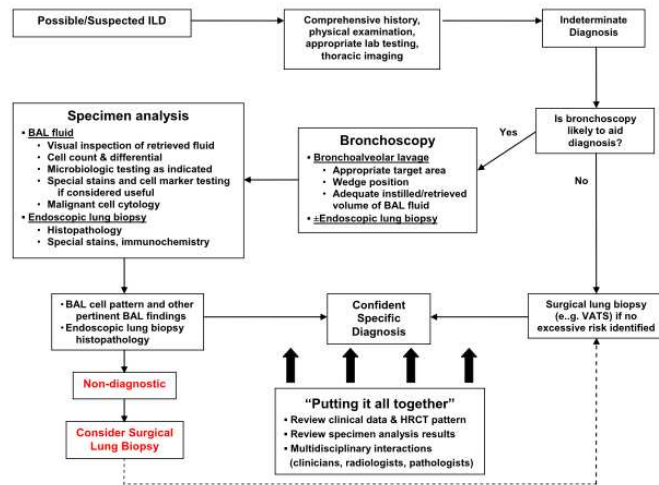 Possible/Suspected ILD
Comprehensive history,
physical examination,
appropriate lab testing,
thoracic imaging
Indeterminate
Diagnosis
Is bronchoscopy
likely to aid
diagnosis?
Yes
No
Bronchoscopy
• Bronchoalveolar lavage
• Appropriate target area
• Wedge position
• Adequate instilled/retrieved
volume of BAL fluid
• ±Endoscopic lung biopsy
Specimen analysis
• BAL fluid
• Visual inspection of retrieved fluid
• Cell count & differential
• Microbiologic testing as indicated
• Special stains and cell marker testing
if considered useful
• Malignant cell cytology
• Endoscopic lung biopsy
• Histopathology
• Special stains, immunochemistry
• BAL cell pattern and other
pertinent BAL findings
• Endoscopic lung biopsy
histopathology
Confident
Specific
Diagnosis
Surgical lung biopsy
(e..g. VATS) if no
excessive risk identified
Non-diagnostic
Consider Surgical
Lung Biopsy
“Putting it all together”
• Review clinical data & HRCT pattern
• Review specimen analysis results
• Multidisciplinary interactions
(clinicians, radiologists, pathologists)